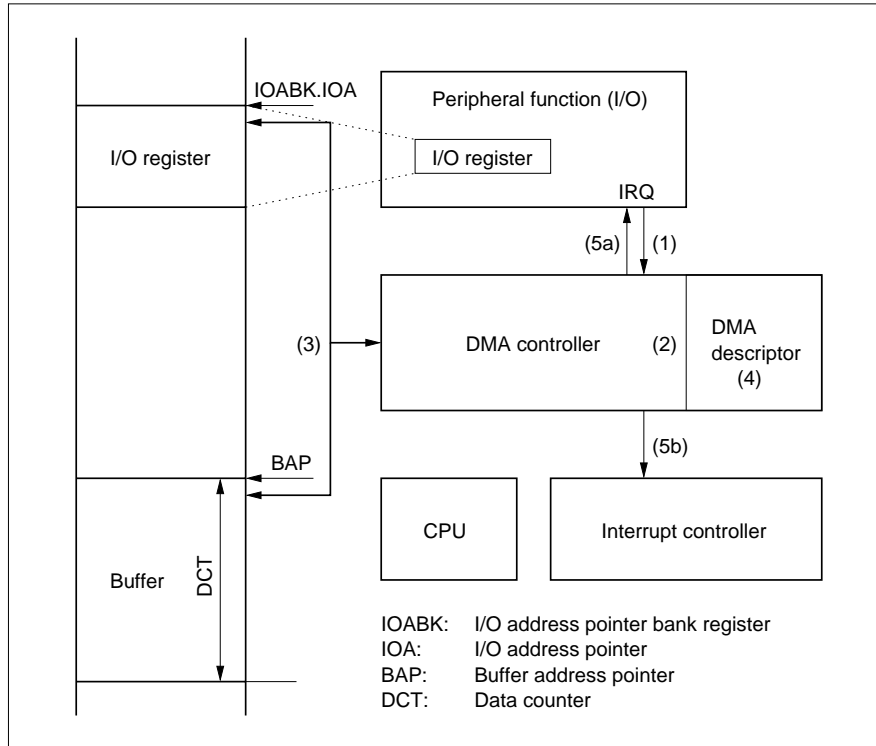 IOABK.IOA
Peripheral function (I/O)
I/O register
I/O register
IRQ
(5a)
(1)
(3)
DMA controller
(2)
DMA
descriptor
(4)
BAP
(5b)
Buffer
DCT
CPU
Interrupt controller
IOABK: I/O address pointer bank register
IOA: I/O address pointer
BAP: Buffer address pointer
DCT: Data counter